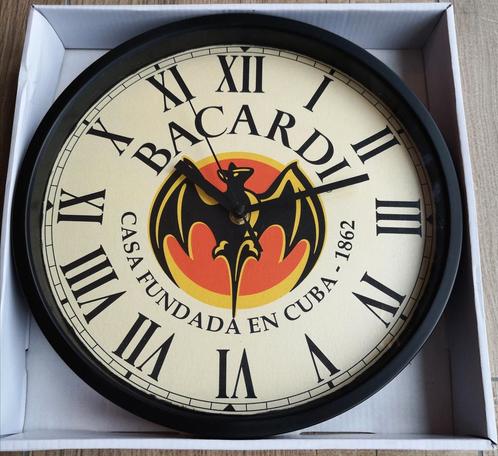 XII
I
II
III
IIII
V
VI
VII
VIII
IX
X
XI
BACARDI
CASA FUNDADA EN CUBA - 1862